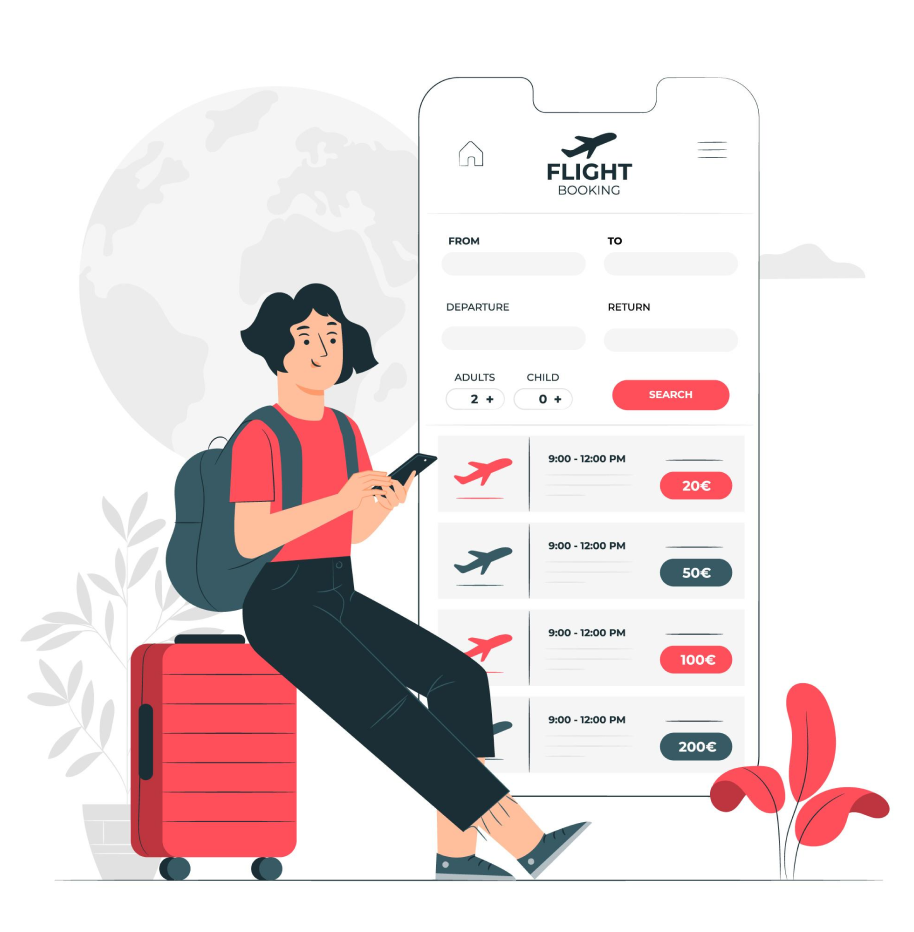 FLIGHT
BOOKING
FROM
TO
DEPARTURE
RETURN
ADULTS
CHILD
2 +
0 +
SEARCH
9:00 - 12:00 PM
20€
9:00 - 12:00 PM
50€
9:00 - 12:00 PM
100€
9:00 - 12:00 PM
200€